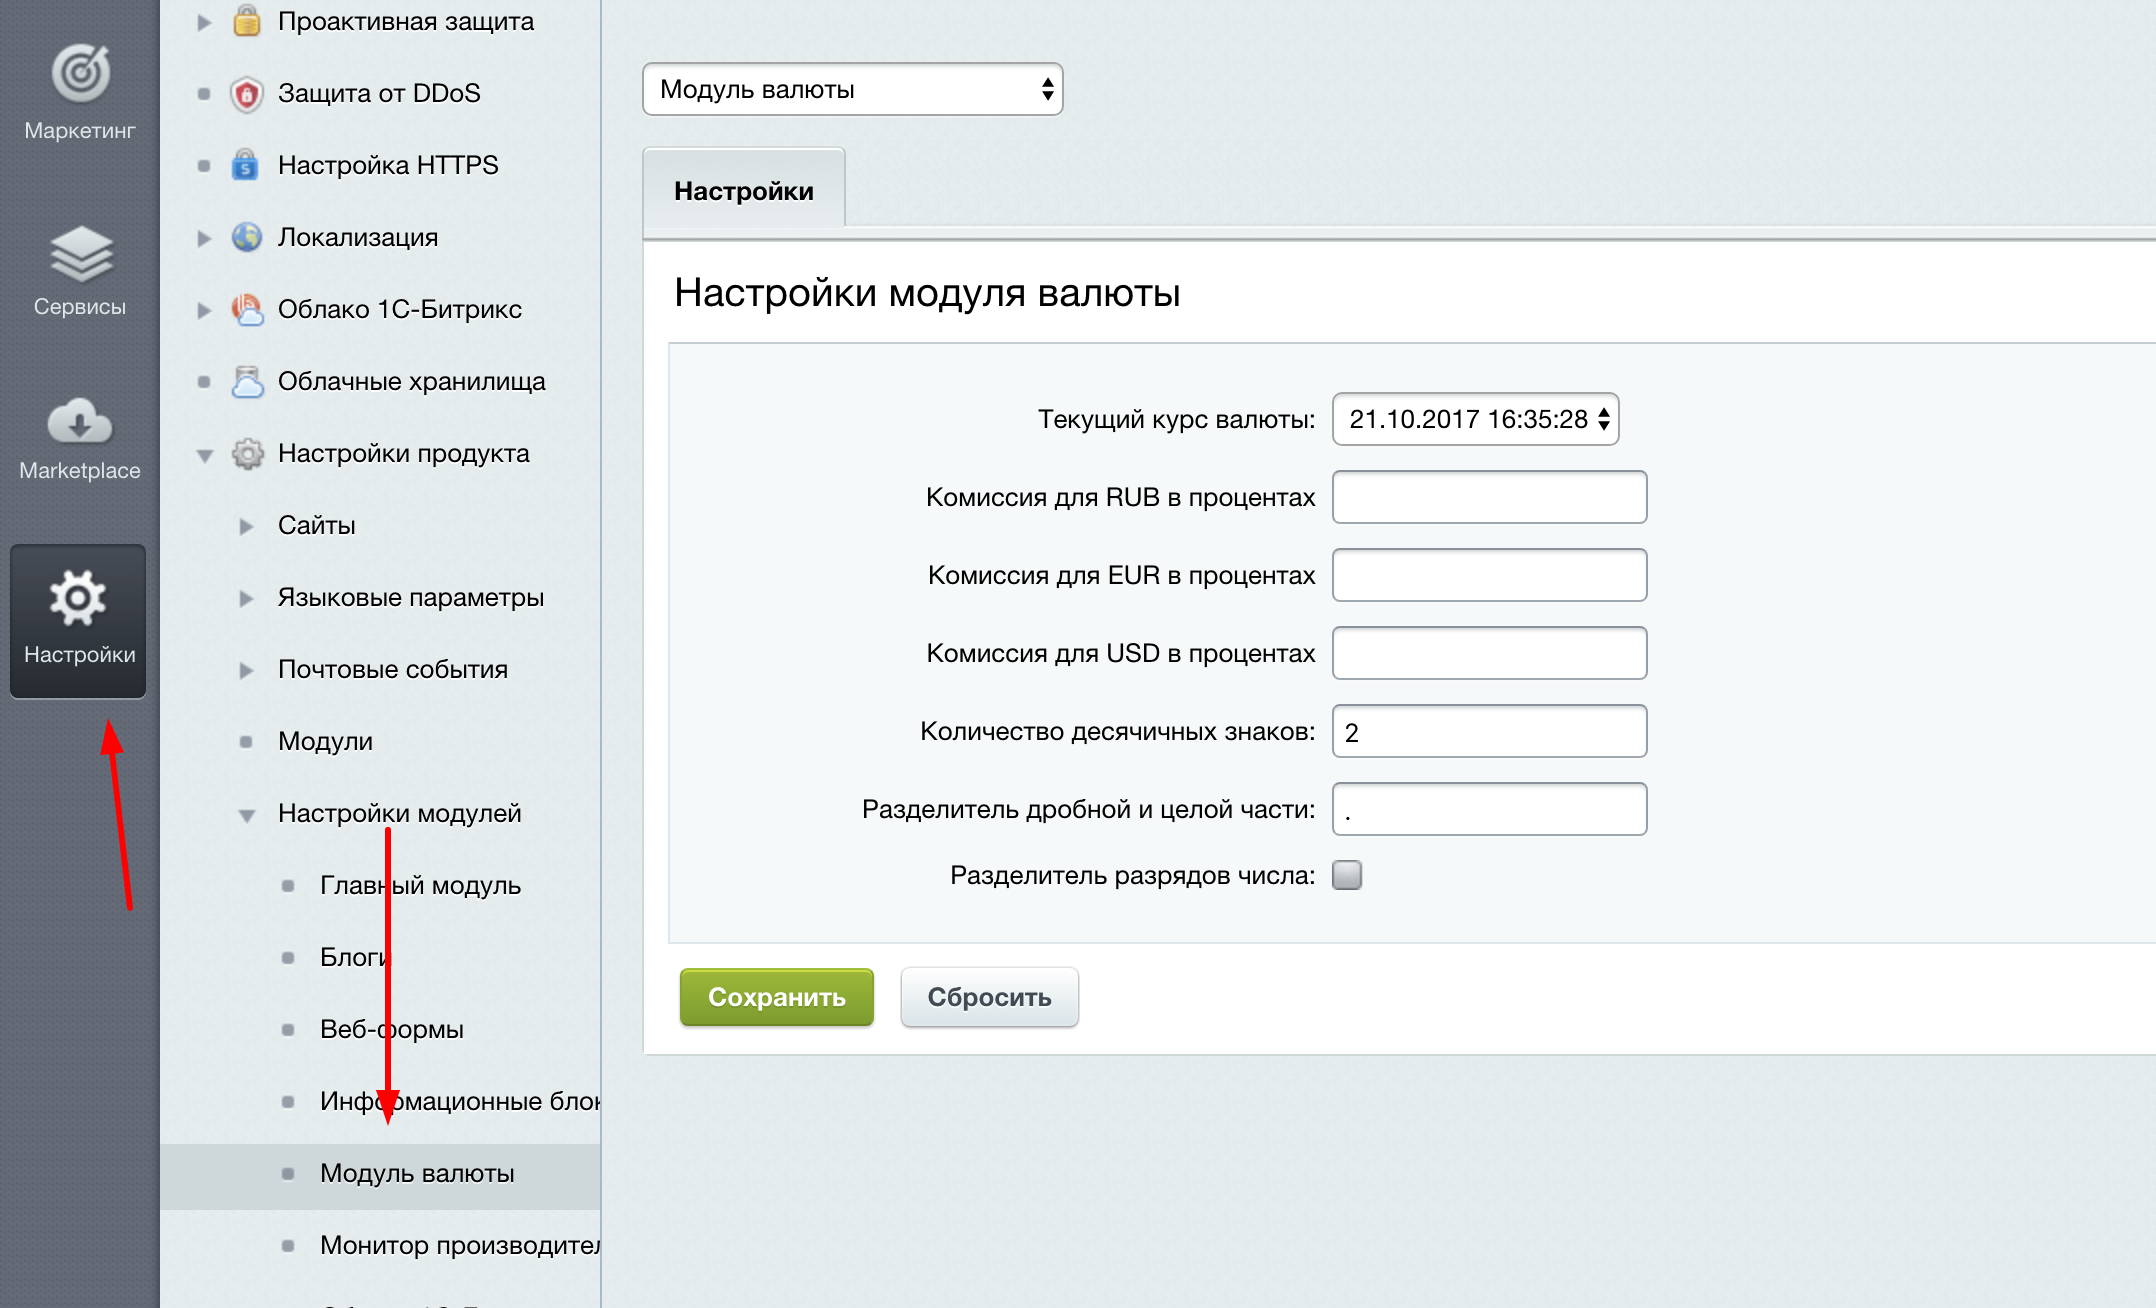 Маркетинг
Сервисы
Marketplace
Настройки
Проактивная защита
Защита от DDoS
Настройка HTTPS
Локализация
Облако 1С-Битрикс
Облачные хранилища
Настройки продукта
Сайты
Языковые параметры
Почтовые события
Модули
Настройки модулей
Главный модуль
Блоги
Веб-формы
Информационные блок
Модуль валюты
Монитор производител
Модуль валюты
Настройки
Настройки модуля валюты
Текущий курс валюты: 21.10.2017 16:35:28
Комиссия для RUB в процентах
Комиссия для EUR в процентах
Комиссия для USD в процентах
Количество десячичных знаков: 2
Разделитель дробной и целой части: .
Разделитель разрядов числа:
Сохранить Сбросить